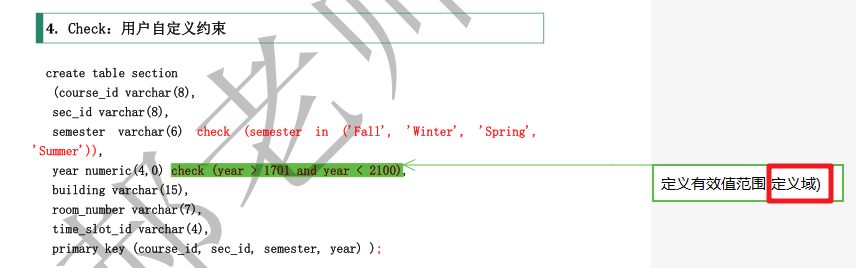 4. Check: 用户自定义约束
create table section
(course_id varchar(8),
sec_id varchar(8),
semester varchar(6) check (semester in ('Fall', 'Winter', 'Spring',
'Summer')),
year numeric(4,0) check (year > 1701 and year < 2100),
定义有效值范围 定义域)
building varchar(15),
room_number varchar(7),
time_slot_id varchar(4),
primary key (course_id, sec_id, semester, year) );
郝老师